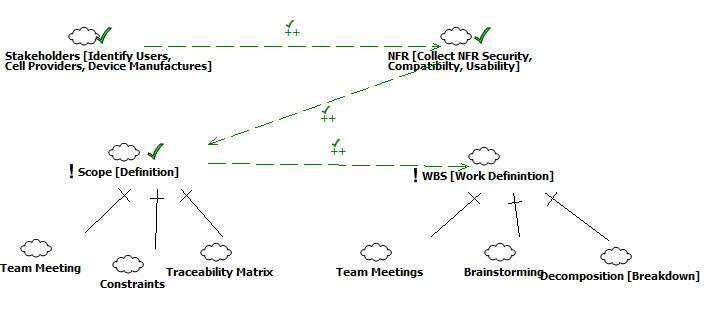 ++
Stakeholders [Identify Users,
Cell Providers, Device Manufactures]
NFR [Collect NFR Security,
Compatibilty, Usability]
++
++
! Scope [Definition]
! WBS [Work Definintion]
Team Meeting
Constraints
Traceability Matrix
Team Meetings
Brainstorming
Decomposition [Breakdown]